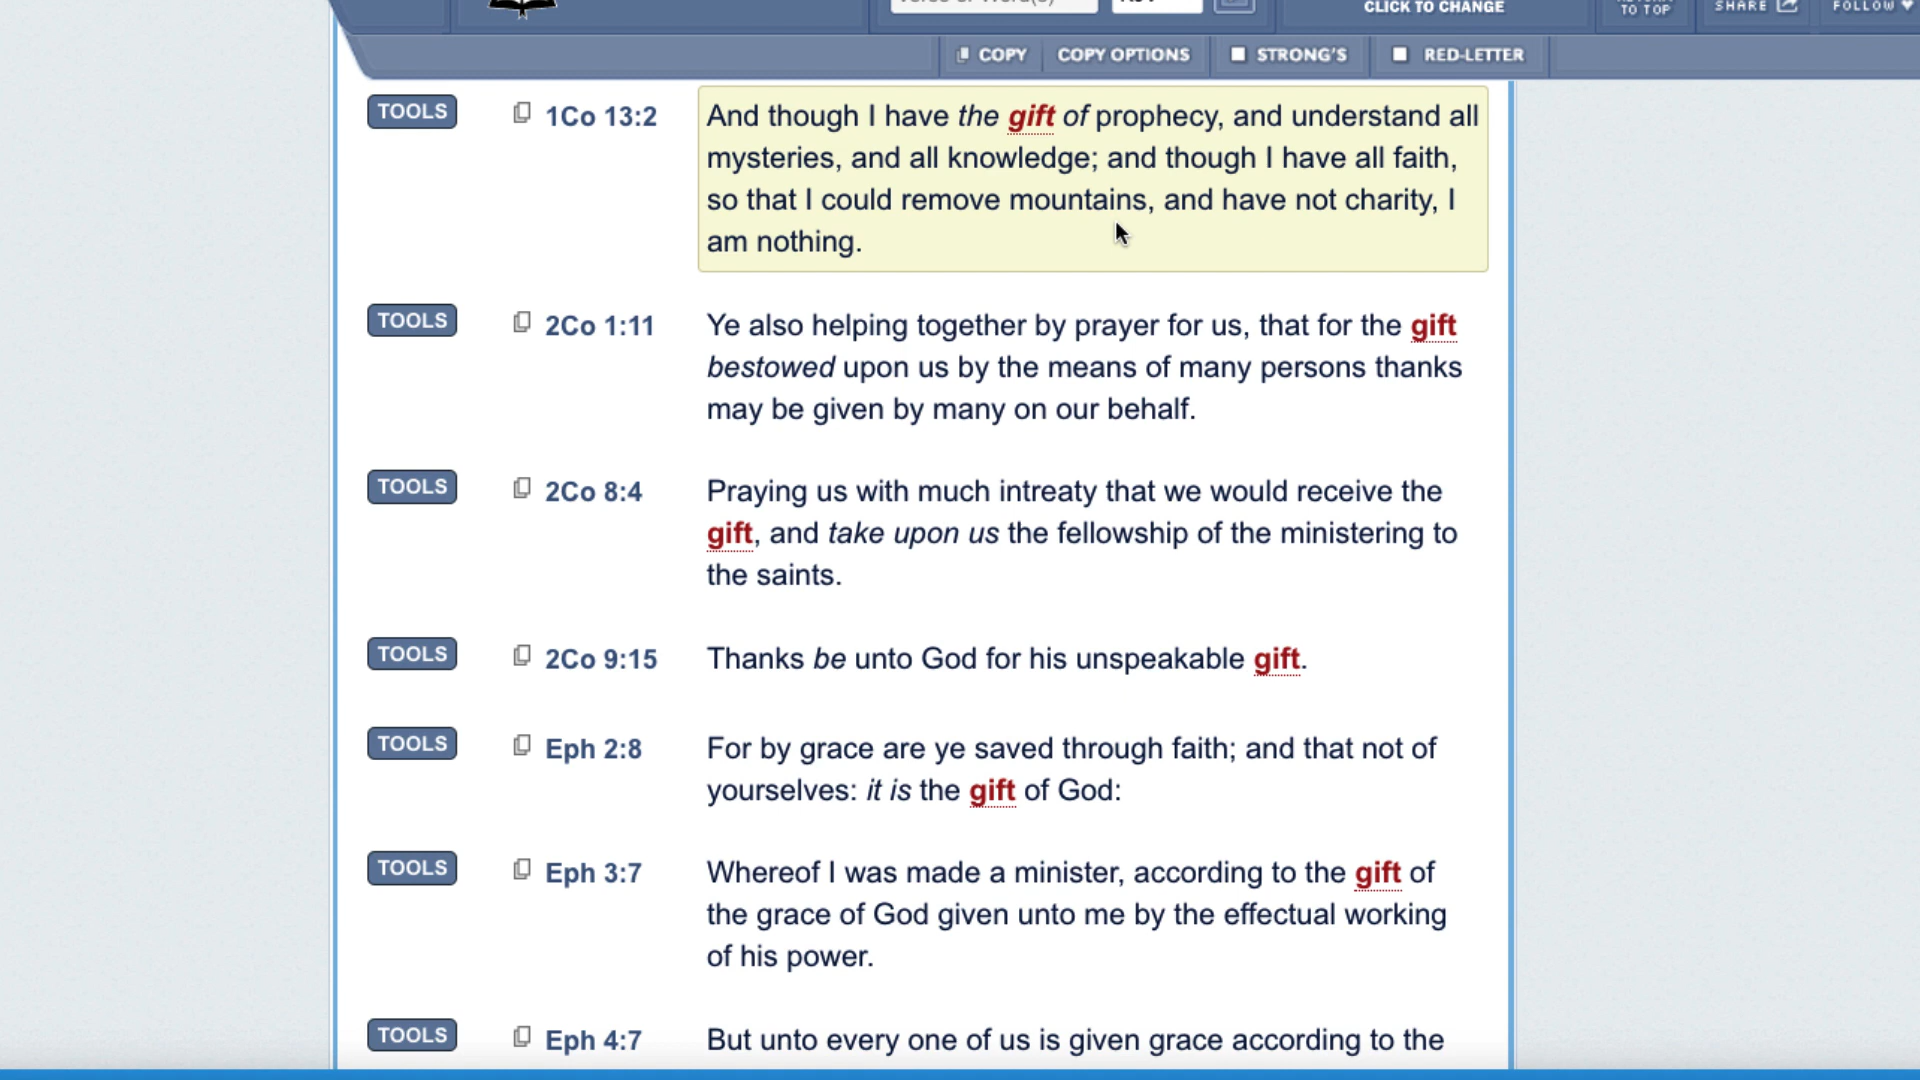 CLICK TO CHANGE
TO TOP
SHARE
FOLLOW
COPY
COPY OPTIONS
STRONG'S
RED-LETTER
TOOLS
1Co 13:2
And though I have the gift of prophecy, and understand all
mysteries, and all knowledge; and though I have all faith,
so that I could remove mountains, and have not charity, I
am nothing.
TOOLS
2Co 1:11
Ye also helping together by prayer for us, that for the gift
bestowed upon us by the means of many persons thanks
may be given by many on our behalf.
TOOLS
2Co 8:4
Praying us with much intreaty that we would receive the
gift, and take upon us the fellowship of the ministering to
the saints.
TOOLS
2Co 9:15
Thanks be unto God for his unspeakable gift.
TOOLS
Eph 2:8
For by grace are ye saved through faith; and that not of
yourselves: it is the gift of God:
TOOLS
Eph 3:7
Whereof I was made a minister, according to the gift of
the grace of God given unto me by the effectual working
of his power.
TOOLS
Eph 4:7
But unto every one of us is given grace according to the